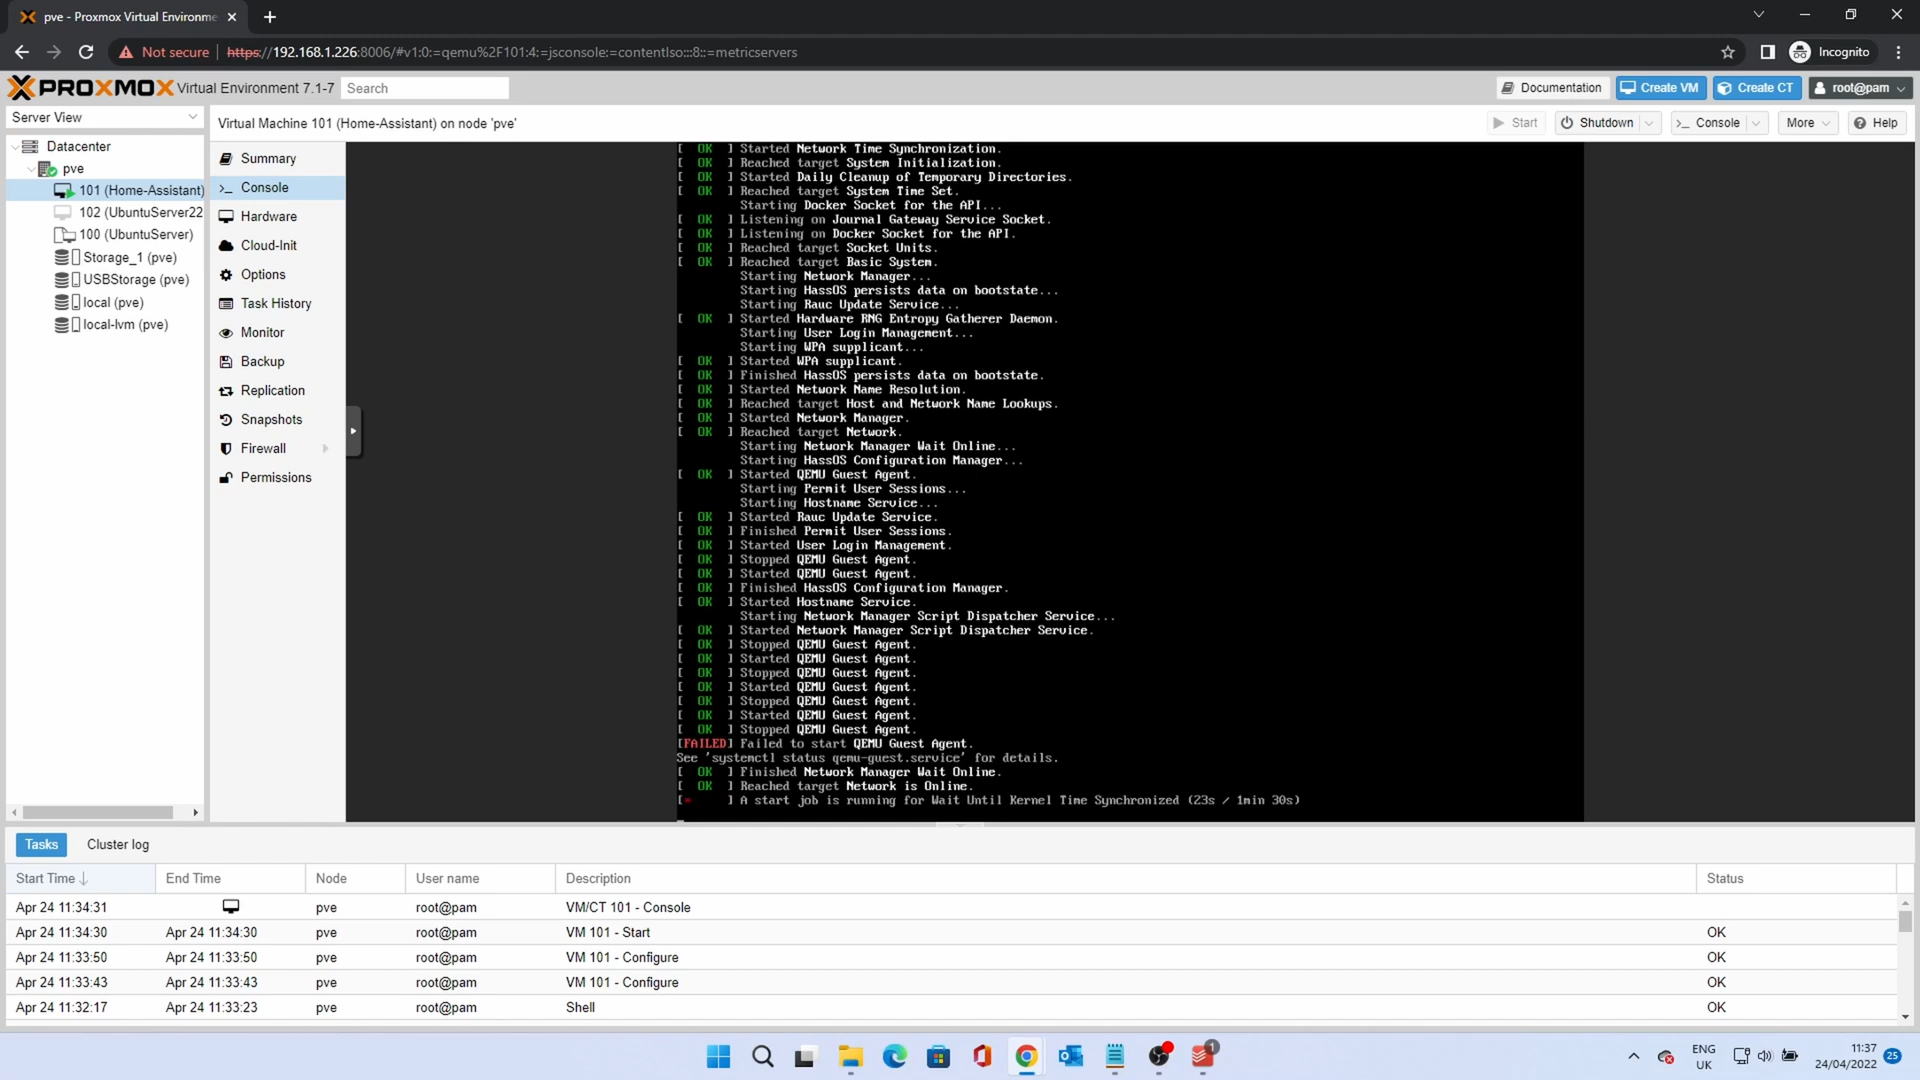 pve - Proxmox Virtual Environme
Not secure
https://192.168.1.226:8006/#v1:0:=qemu%2F101:4:=jsconsole:=contentIso:::8::=metricservers
Incognito
PROXMOX Virtual Environment 7.1-7
Search
Documentation
Create VM
Create CT
root@pam
Server View
Virtual Machine 101 (Home-Assistant) on node 'pve'
Start
Shutdown
Console
More
Help
Datacenter
pve
101 (Home-Assistant)
102 (UbuntuServer22
100 (UbuntuServer)
Storage_1 (pve)
USBStorage (pve)
local (pve)
local-lvm (pve)
Summary
Console
Hardware
Cloud-Init
Options
Task History
Monitor
Backup
Replication
Snapshots
Firewall
Permissions
[  OK  ] Started Network Time Synchronization.
[  OK  ] Reached target System Initialization.
[  OK  ] Started Daily Cleanup of Temporary Directories.
[  OK  ] Reached target System Time Set.
Starting Docker Socket for the API...
[  OK  ] Listening on Journal Gateway Service Socket.
[  OK  ] Listening on Docker Socket for the API.
[  OK  ] Reached target Socket Units.
[  OK  ] Reached target Basic System.
Starting Network Manager...
Starting HassOS persists data on bootstate...
Starting Rauc Update Service...
[  OK  ] Started Hardware RNG Entropy Gatherer Daemon.
Starting User Login Management...
Starting WPA supplicant...
[  OK  ] Started WPA supplicant.
[  OK  ] Finished HassOS persists data on bootstate.
[  OK  ] Started Network Name Resolution.
[  OK  ] Reached target Host and Network Name Lookups.
[  OK  ] Started Network Manager.
[  OK  ] Reached target Network.
Starting Network Manager Wait Online...
Starting HassOS Configuration Manager...
[  OK  ] Started QEMU Guest Agent.
Starting Permit User Sessions...
Starting Hostname Service...
[  OK  ] Started Rauc Update Service.
[  OK  ] Finished Permit User Sessions.
[  OK  ] Started User Login Management.
[  OK  ] Stopped QEMU Guest Agent.
[  OK  ] Started QEMU Guest Agent.
[  OK  ] Finished HassOS Configuration Manager.
[  OK  ] Started Hostname Service.
Starting Network Manager Script Dispatcher Service...
[  OK  ] Started Network Manager Script Dispatcher Service.
[  OK  ] Stopped QEMU Guest Agent.
[  OK  ] Started QEMU Guest Agent.
[  OK  ] Stopped QEMU Guest Agent.
[  OK  ] Started QEMU Guest Agent.
[  OK  ] Stopped QEMU Guest Agent.
[  OK  ] Started QEMU Guest Agent.
[  OK  ] Stopped QEMU Guest Agent.
[FAILED] Failed to start QEMU Guest Agent.
See 'systemctl status qemu-guest.service' for details.
[  OK  ] Finished Network Manager Wait Online.
[  OK  ] Reached target Network is Online.
[*     ] A start job is running for Wait Until Kernel Time Synchronized (23s / 1min 30s)
Tasks
Cluster log
Start Time End Time Node User name Description Status
Apr 24 11:34:31 pve root@pam VM/CT 101 - Console
Apr 24 11:34:30 Apr 24 11:34:30 pve root@pam VM 101 - Start OK
Apr 24 11:33:50 Apr 24 11:33:50 pve root@pam VM 101 - Configure OK
Apr 24 11:33:43 Apr 24 11:33:43 pve root@pam VM 101 - Configure OK
Apr 24 11:32:17 Apr 24 11:33:23 pve root@pam Shell OK
1
ENG
UK
11:37
24/04/2022
25